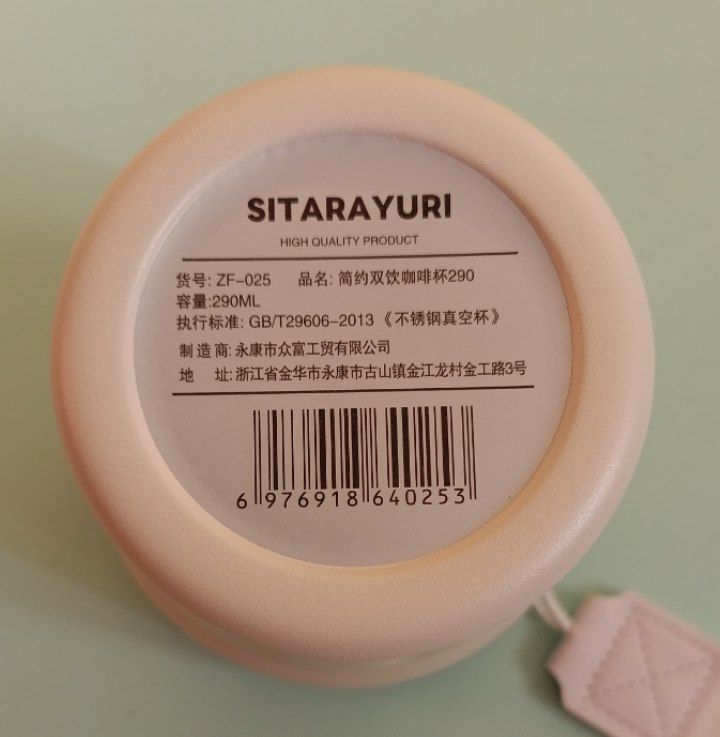 SITARAYURI
HIGH QUALITY PRODUCT
货号: ZF-025 品名: 简约双饮咖啡杯290
容量:290ML
执行标准: GB/T29606-2013《不锈钢真空杯》
制造商: 永康市众富工贸有限公司
地 址: 浙江省金华市永康市古山镇金江龙村金工路3号
6 976918 640253